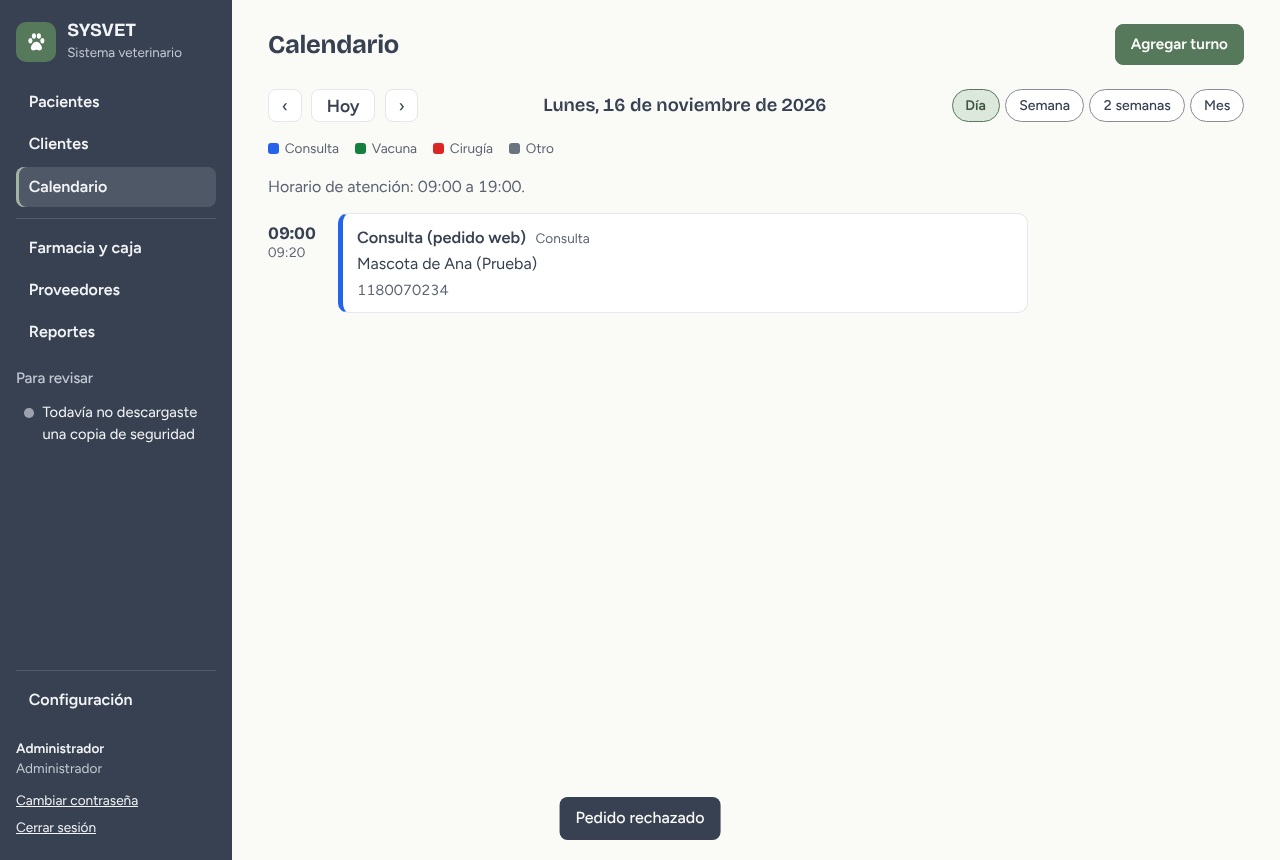 SYSVET
Sistema veterinario
Pacientes
Clientes
Calendario
Farmacia y caja
Proveedores
Reportes
Para revisar
Todavía no descargaste
una copia de seguridad
Configuración
Administrador
Administrador
Cambiar contraseña
Cerrar sesión
Calendario
Agregar turno
‹ Hoy ›
Lunes, 16 de noviembre de 2026
Día Semana 2 semanas Mes
Consulta Vacuna Cirugía Otro
Horario de atención: 09:00 a 19:00.
09:00
09:20
Consulta (pedido web) Consulta
Mascota de Ana (Prueba)
1180070234
Pedido rechazado